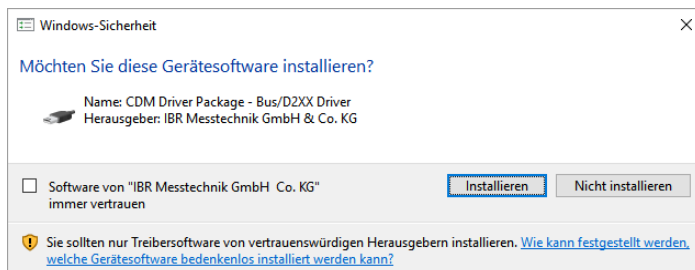 Windows-Sicherheit
Möchten Sie diese Gerätesoftware installieren?
Name: CDM Driver Package - Bus/D2XX Driver
Herausgeber: IBR Messtechnik GmbH & Co. KG
Software von "IBR Messtechnik GmbH  Co. KG"
immer vertrauen
Installieren
Nicht installieren
Sie sollten nur Treibersoftware von vertrauenswürdigen Herausgebern installieren. Wie kann festgestellt werden,
welche Gerätesoftware bedenkenlos installiert werden kann?